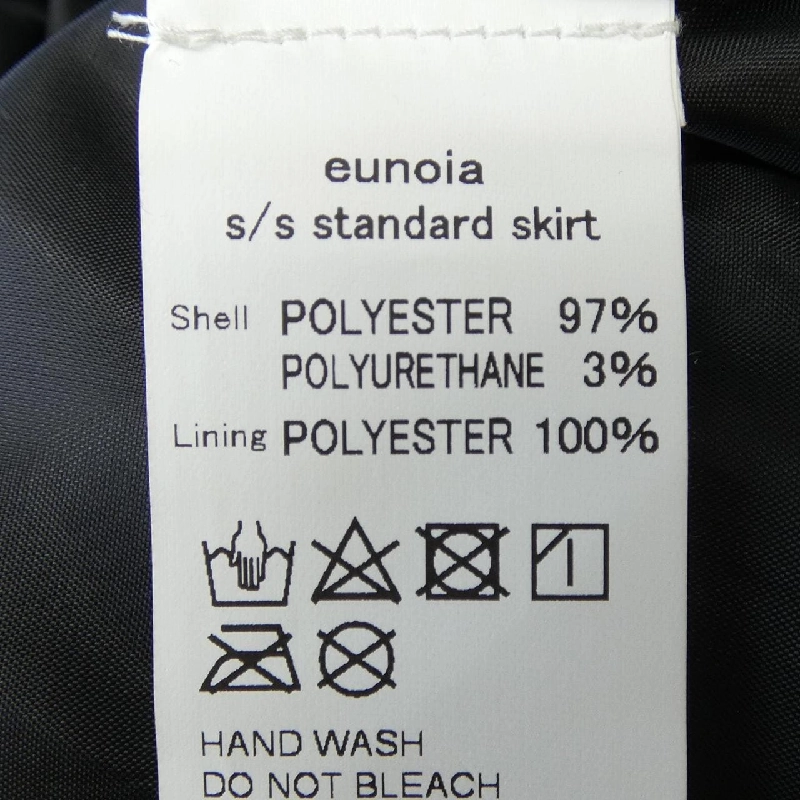 eunoia
s/s standard skirt
Shell POLYESTER 97%
POLYURETHANE 3%
Lining POLYESTER 100%
HAND WASH
DO NOT BLEACH